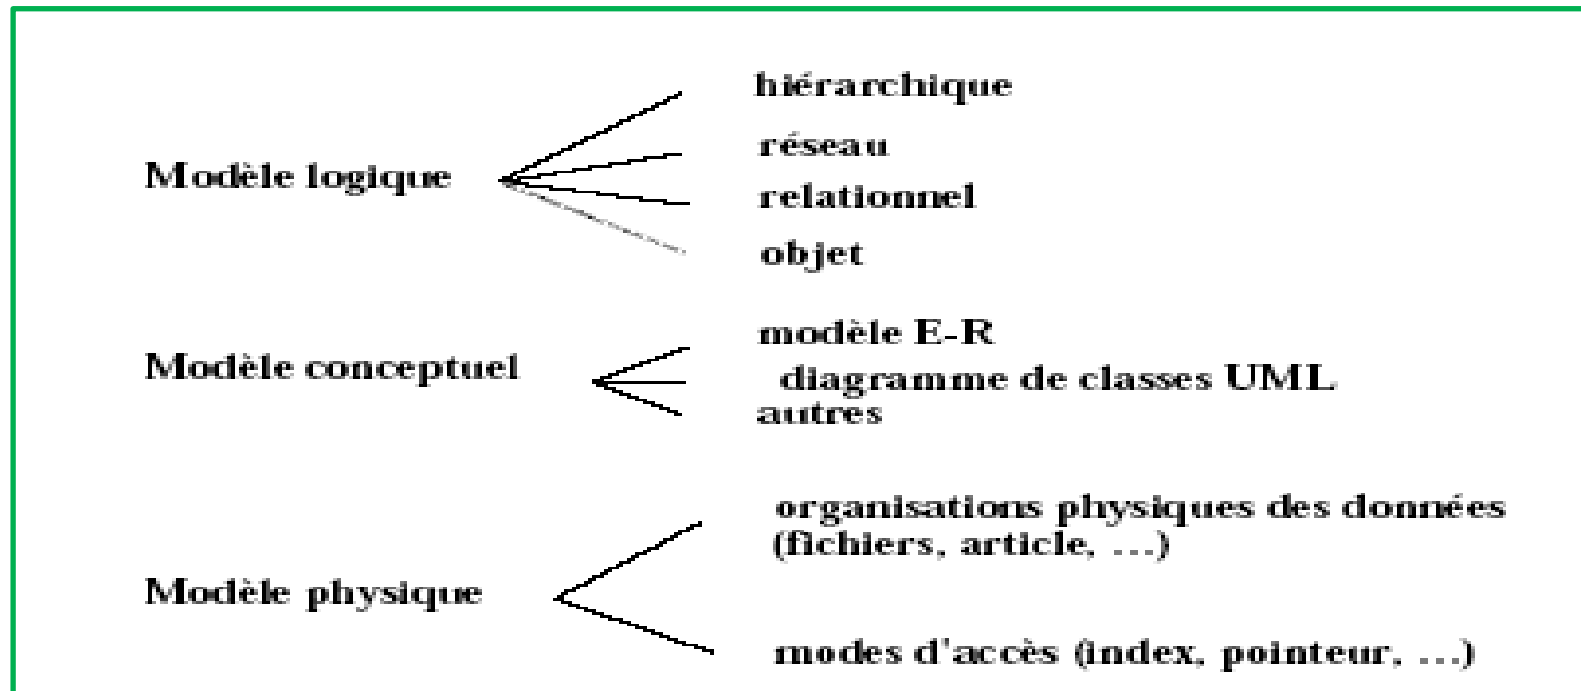 hiérarchique
réseau
Modèle logique
relationnel
objet
modèle E-R
Modèle conceptuel
diagramme de classes UML
autres
organisations physiques des données
(fichiers, article, ...)
Modèle physique
modes d'accès (index, pointeur, ...)